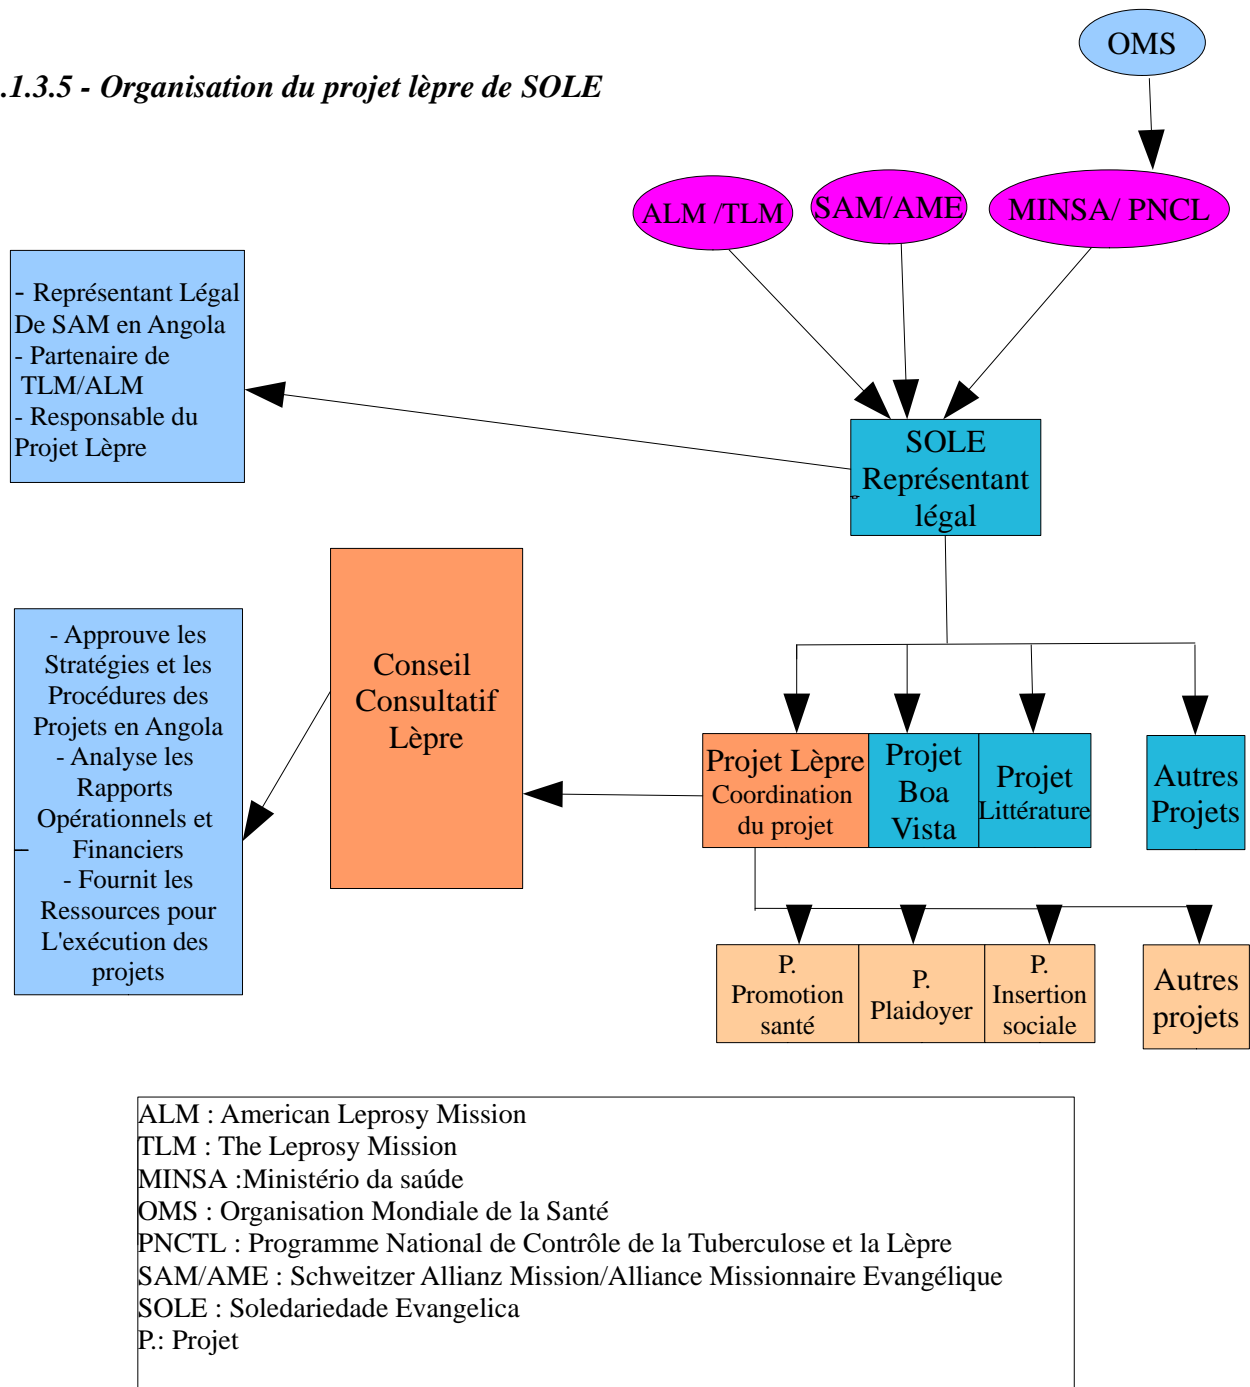 OMS
.1.3.5 - Organisation du projet lèpre de SOLE
ALM /TLM
SAM/AME
MINSA/ PNCL
- Représentant Légal
De SAM en Angola
- Partenaire de
TLM/ALM
- Responsable du
Projet Lèpre
SOLE
Représentant
légal
- Approuve les
Stratégies et les
Procédures des
Projets en Angola
- Analyse les
Rapports
Opérationnels et
Financiers
- Fournit les
Ressources pour
L'exécution des
projets
Conseil
Consultatif
Lèpre
Projet Lèpre
Coordination
du projet
Projet
Boa
Vista
Projet
Littérature
Autres
Projets
P.
Promotion
santé
P.
Plaidoyer
P.
Insertion
sociale
Autres
projets
ALM : American Leprosy Mission
TLM : The Leprosy Mission
MINSA :Ministério da saúde
OMS : Organisation Mondiale de la Santé
PNCTL : Programme National de Contrôle de la Tuberculose et la Lèpre
SAM/AME : Schweitzer Allianz Mission/Alliance Missionnaire Evangélique
SOLE : Soledariedade Evangelica
P.: Projet